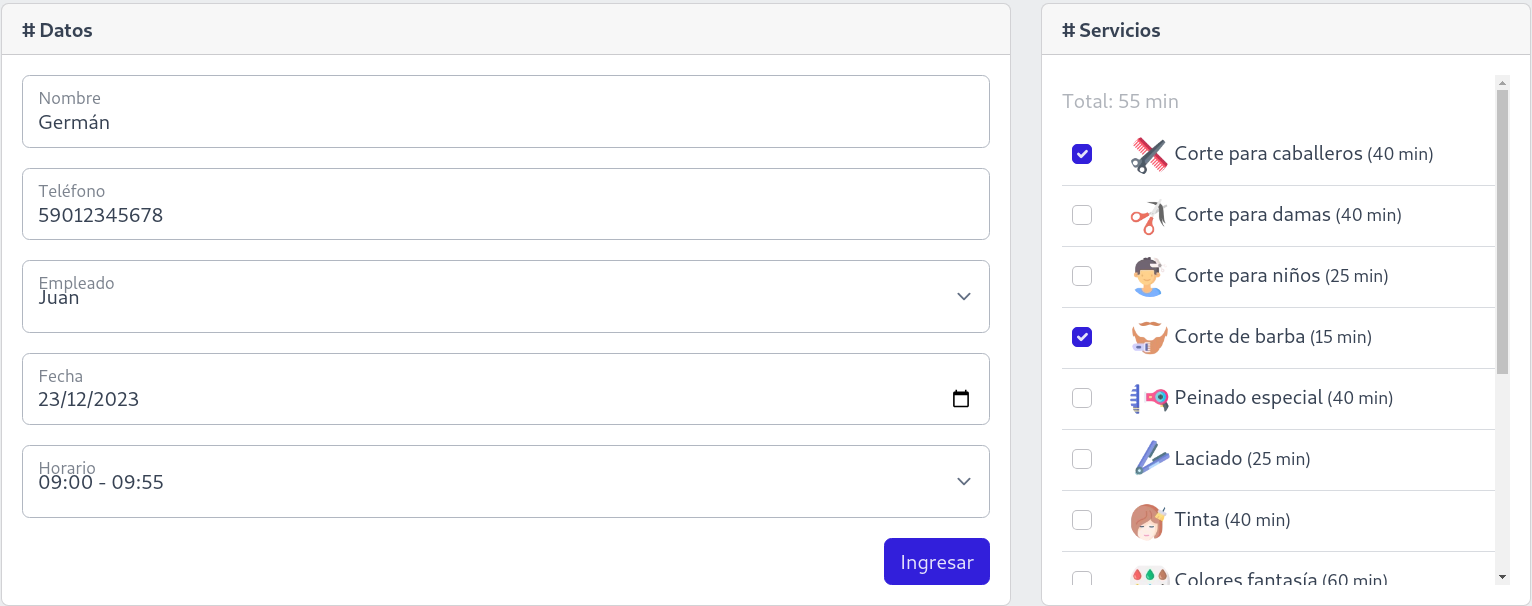 # Datos
Nombre
Germán
Teléfono
59012345678
Empleado
Juan
Fecha
23/12/2023
Horario
09:00 - 09:55
Ingresar
# Servicios
Total: 55 min
Corte para caballeros (40 min)
Corte para damas (40 min)
Corte para niños (25 min)
Corte de barba (15 min)
Peinado especial (40 min)
Laciado (25 min)
Tinta (40 min)
Colores fantasía (60 min)